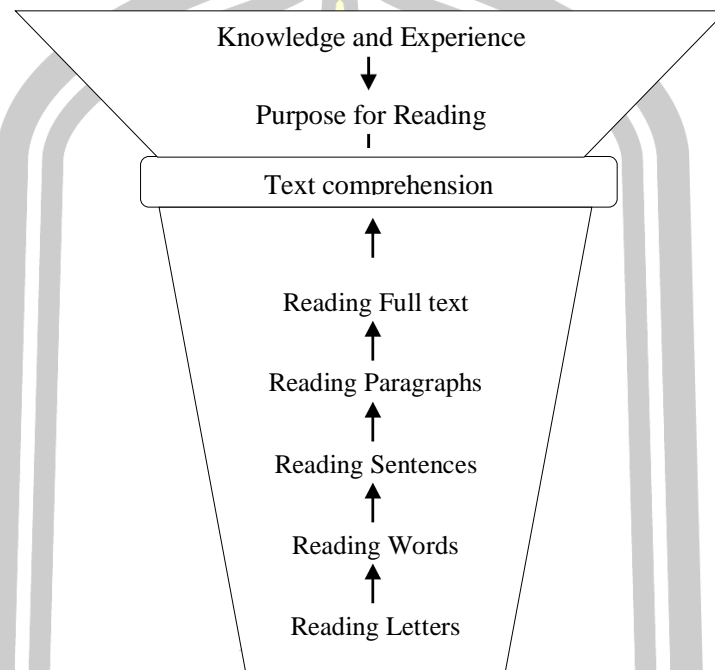 Knowledge and Experience
Purpose for Reading
Text comprehension
Reading Full text
Reading Paragraphs
Reading Sentences
Reading Words
Reading Letters